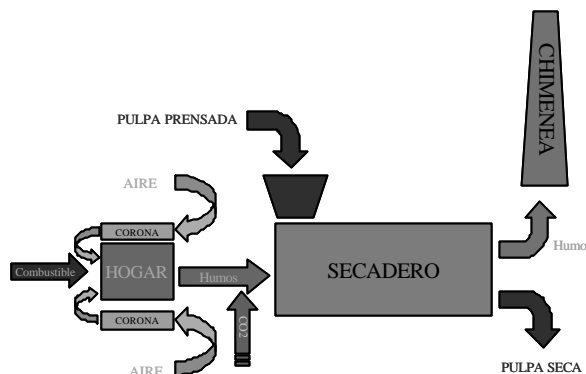 CHIMENEA
PULPA PRENSADA
AIRE
CORONA
Combustible
HOGAR
Humos
SECADERO
Humo
CORONA
CO2
AIRE
PULPA SECA